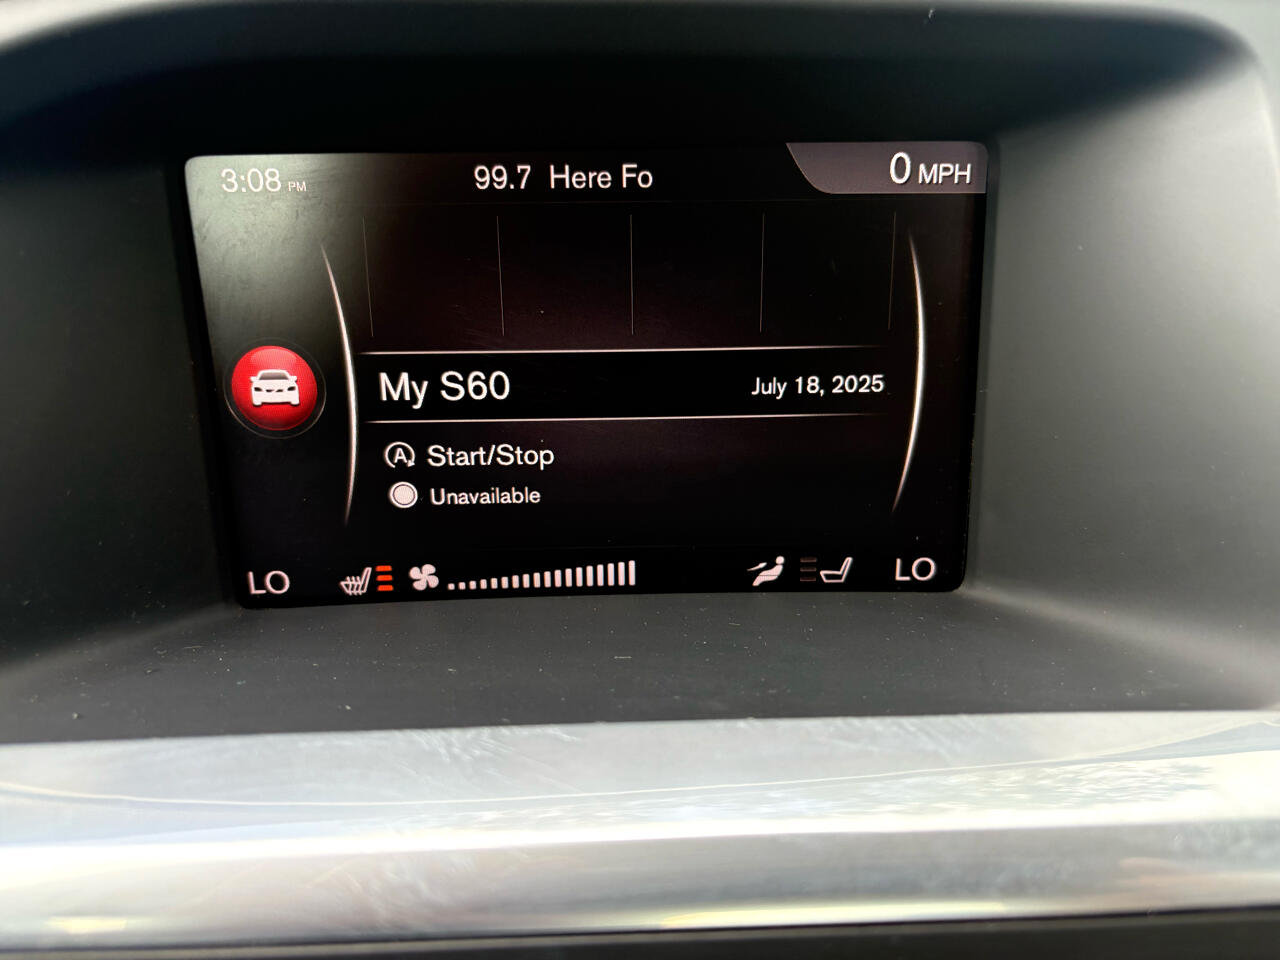 3:08 PM
99.7 Here Fo
0 MPH
My S60
July 18, 2025
A Start/Stop
Unavailable
LO
LO